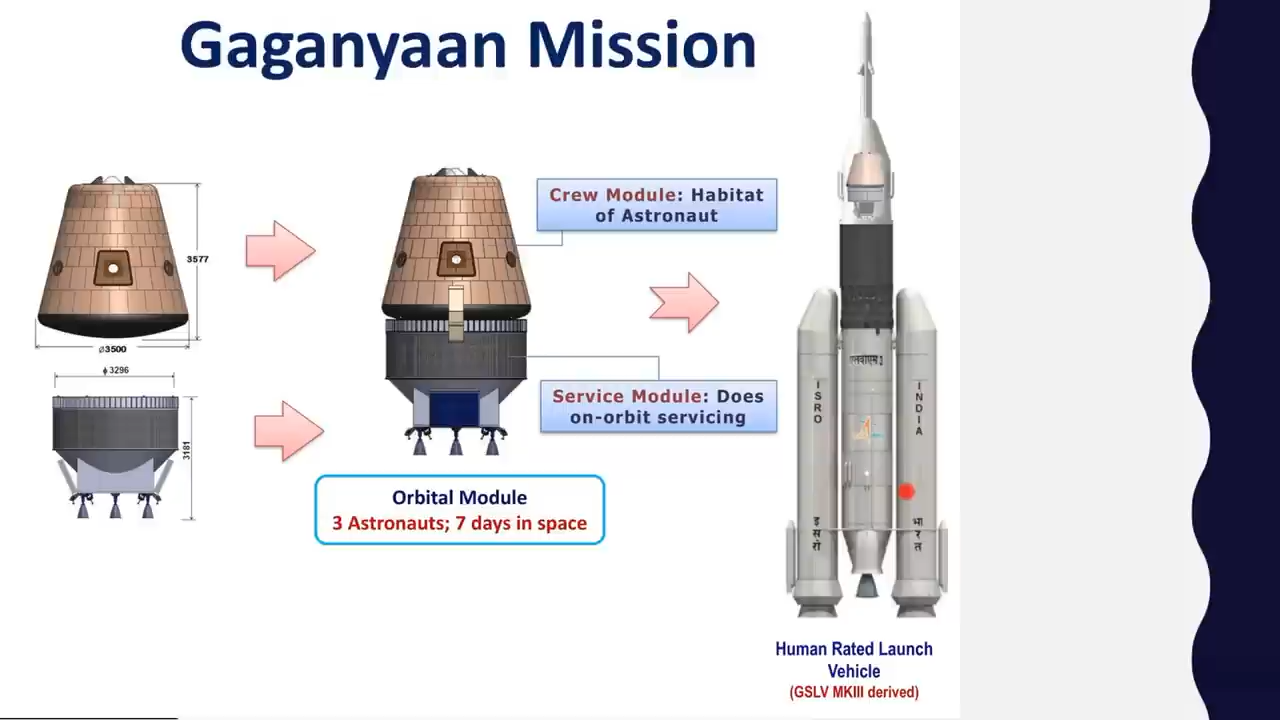 Gaganyaan Mission
3577
ø3500
ϕ3296
3181
Crew Module: Habitat
of Astronaut
Service Module: Does
on-orbit servicing
Orbital Module
3 Astronauts; 7 days in space
ISRO
INDIA
इसरो
भारत
Human Rated Launch
Vehicle
(GSLV MKIII derived)